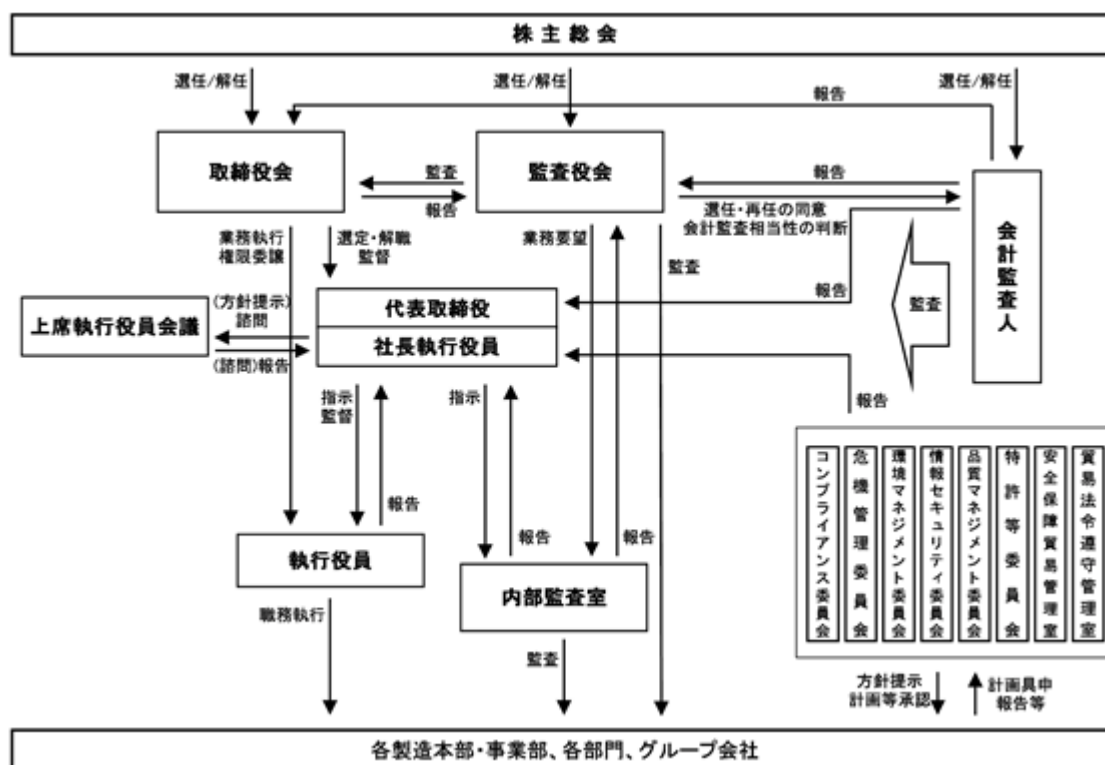 株主総会
選任/解任
選任/解任
報告
選任/解任
取締役会
監査
報告
監査役会
報告
選任・再任の同意
会計監査相当性の判断
会計監査人
業務執行
権限委譲
選定・解職
監督
業務要望
監査
報告
監査
上席執行役員会議
(方針提示)
諮問
(諮問)報告
代表取締役
社長執行役員
指示
監督
報告
指示
報告
報告
報告
執行役員
内部監査室
職務執行
監査
コンプライアンス委員会
危機管理委員会
環境マネジメント委員会
情報セキュリティ委員会
品質マネジメント委員会
特許等委員会
安全保障貿易管理室
貿易法令遵守管理室
方針提示
計画等承認
計画具申
報告等
各製造本部・事業部、各部門、グループ会社